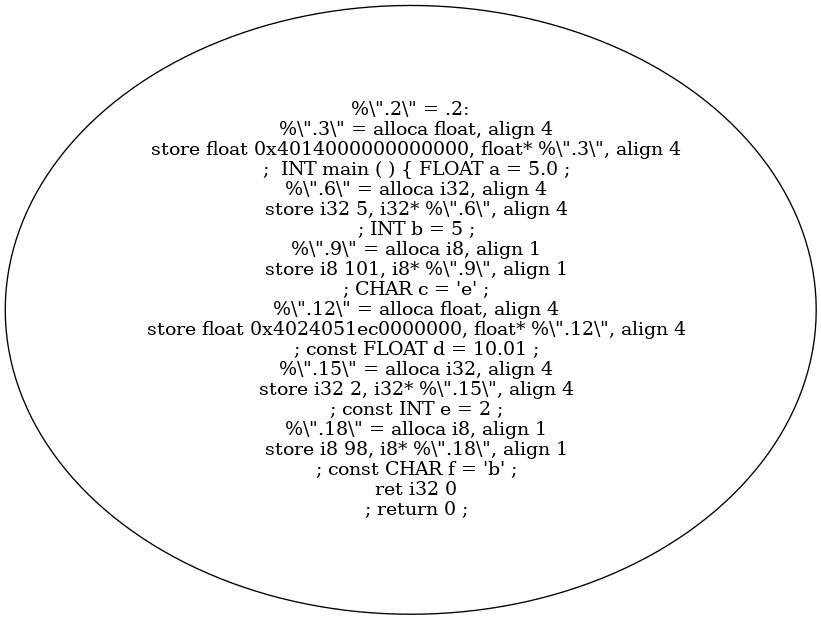 %\".2\" = .2:
%\".3\" = alloca float, align 4
store float 0x4014000000000000, float* %\".3\", align 4
;  INT main ( ) { FLOAT a = 5.0 ;
%\".6\" = alloca i32, align 4
store i32 5, i32* %\".6\", align 4
; INT b = 5 ;
%\".9\" = alloca i8, align 1
store i8 101, i8* %\".9\", align 1
; CHAR c = 'e' ;
%\".12\" = alloca float, align 4
store float 0x4024051ec0000000, float* %\".12\", align 4
; const FLOAT d = 10.01 ;
%\".15\" = alloca i32, align 4
store i32 2, i32* %\".15\", align 4
; const INT e = 2 ;
%\".18\" = alloca i8, align 1
store i8 98, i8* %\".18\", align 1
; const CHAR f = 'b' ;
ret i32 0
; return 0 ;